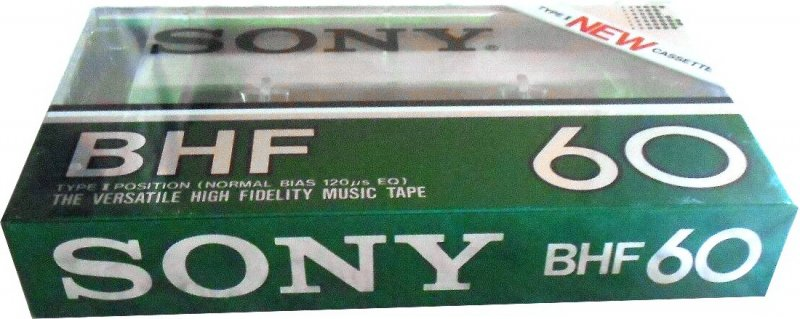 SONY.
TYPE I NEW CASSETTE
BHF 60
TYPE I POSITION (NORMAL BIAS 120µs EQ)
THE VERSATILE HIGH FIDELITY MUSIC TAPE
SONY BHF 60